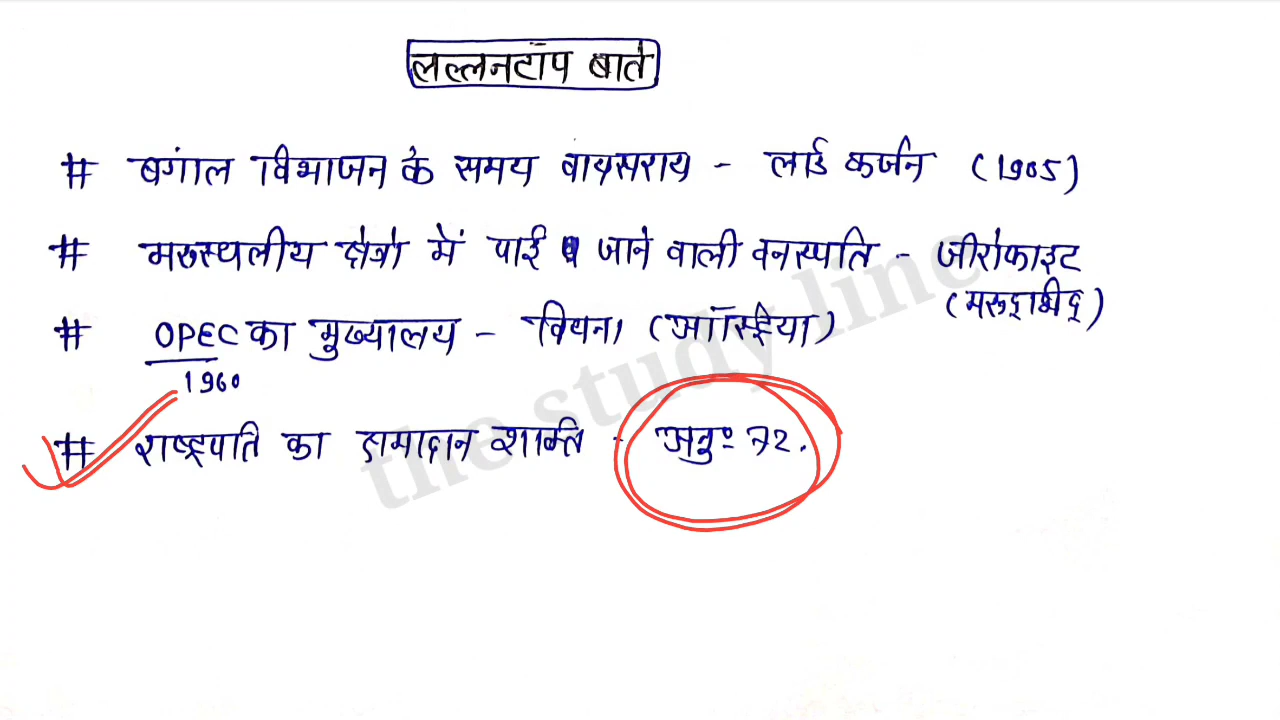 लल्लनटॉप बाते
# बगंाल विभाजन के समय वायसराय - लार्ड कर्जन (1905)
# मरुस्थलीय क्षेत्रो में पाई जाने वाली वनस्पति - जीरोफाइट
(मरूद्भीद्)
# OPEC का मुख्यालय - वियना (ऑस्ट्रिया)
1960
# राष्ट्रपति का क्षमादान शक्ति - अनु० 72.
the study line